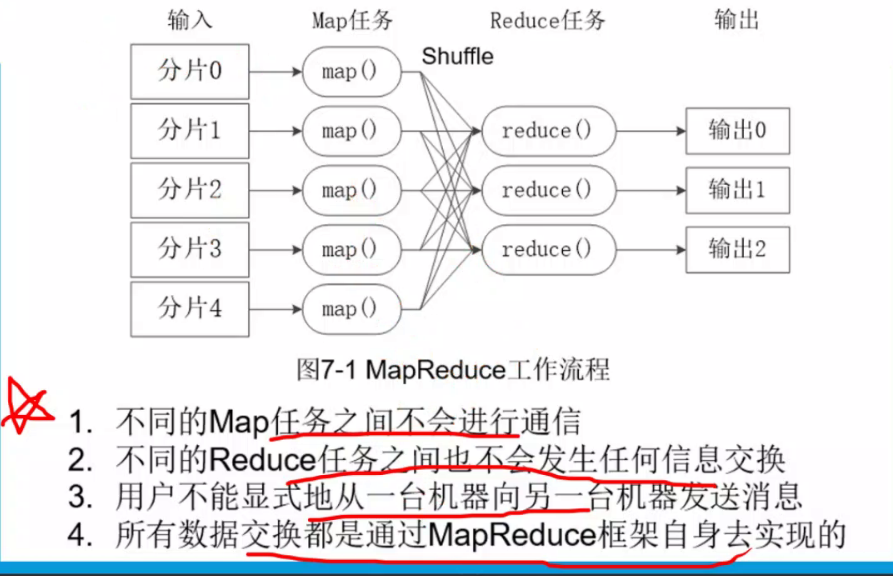 输入 Map任务 Reduce任务 输出
Shuffle
分片0 map()
分片1 map() reduce() 输出0
分片2 map() reduce() 输出1
分片3 map() reduce() 输出2
分片4 map()
图7-1 MapReduce工作流程
1. 不同的Map任务之间不会进行通信
2. 不同的Reduce任务之间也不会发生任何信息交换
3. 用户不能显式地从一台机器向另一台机器发送消息
4. 所有数据交换都是通过MapReduce框架自身去实现的